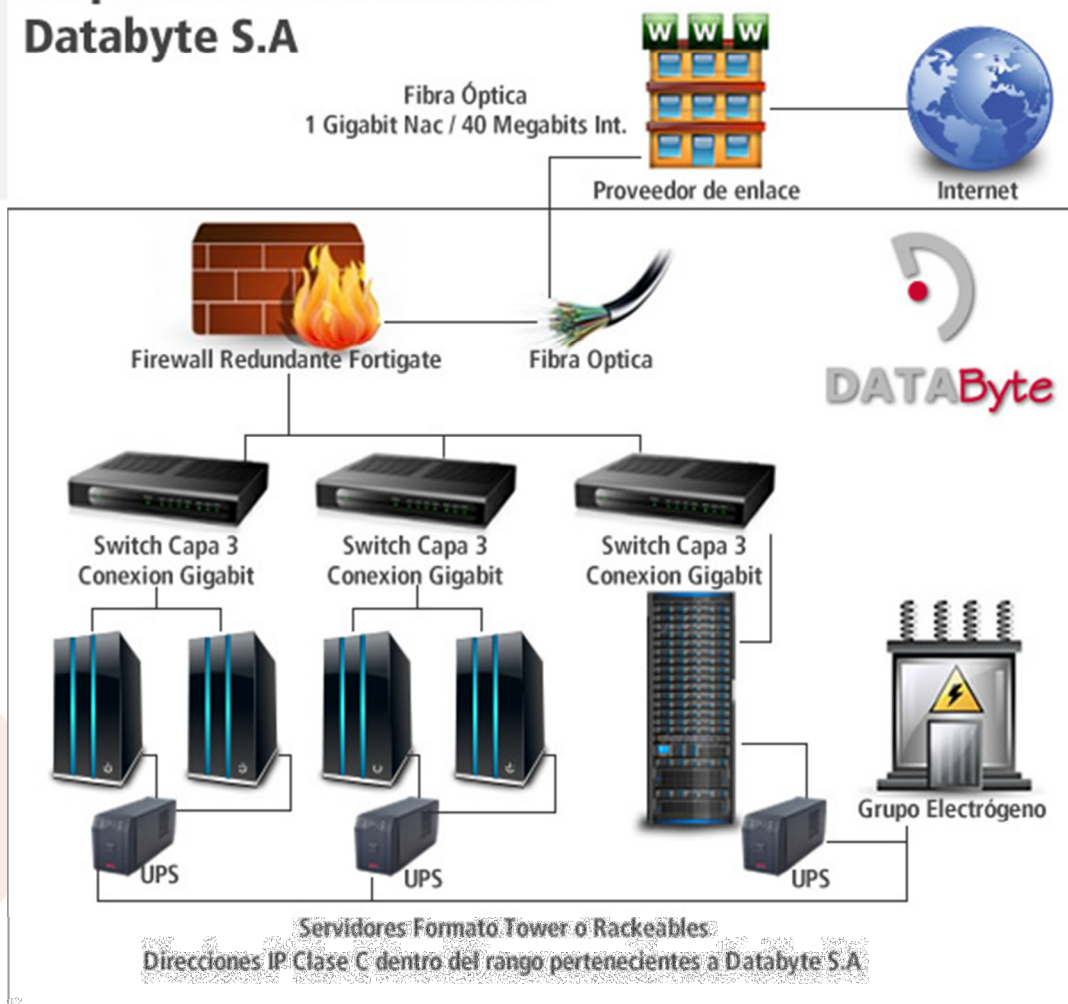 Databyte S.A
W W W
Fibra Óptica
1 Gigabit Nac / 40 Megabits Int.
Proveedor de enlace
Internet
Firewall Redundante Fortigate
Fibra Optica
DATAByte
Switch Capa 3
Conexion Gigabit
Switch Capa 3
Conexion Gigabit
Switch Capa 3
Conexion Gigabit
Grupo Electrógeno
UPS
UPS
UPS
Servidores Formato Tower o Rackeables
Direcciones IP Clase C dentro del rango pertenecientes a Databyte S.A